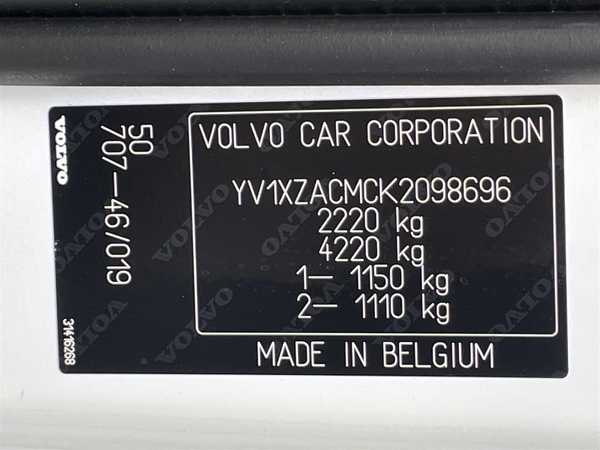 VOLVO
50
707-46/019
31416268
VOLVO CAR CORPORATION
YV1XZACMCK2098696
2220 kg
4220 kg
1- 1150 kg
2- 1110 kg
MADE IN BELGIUM